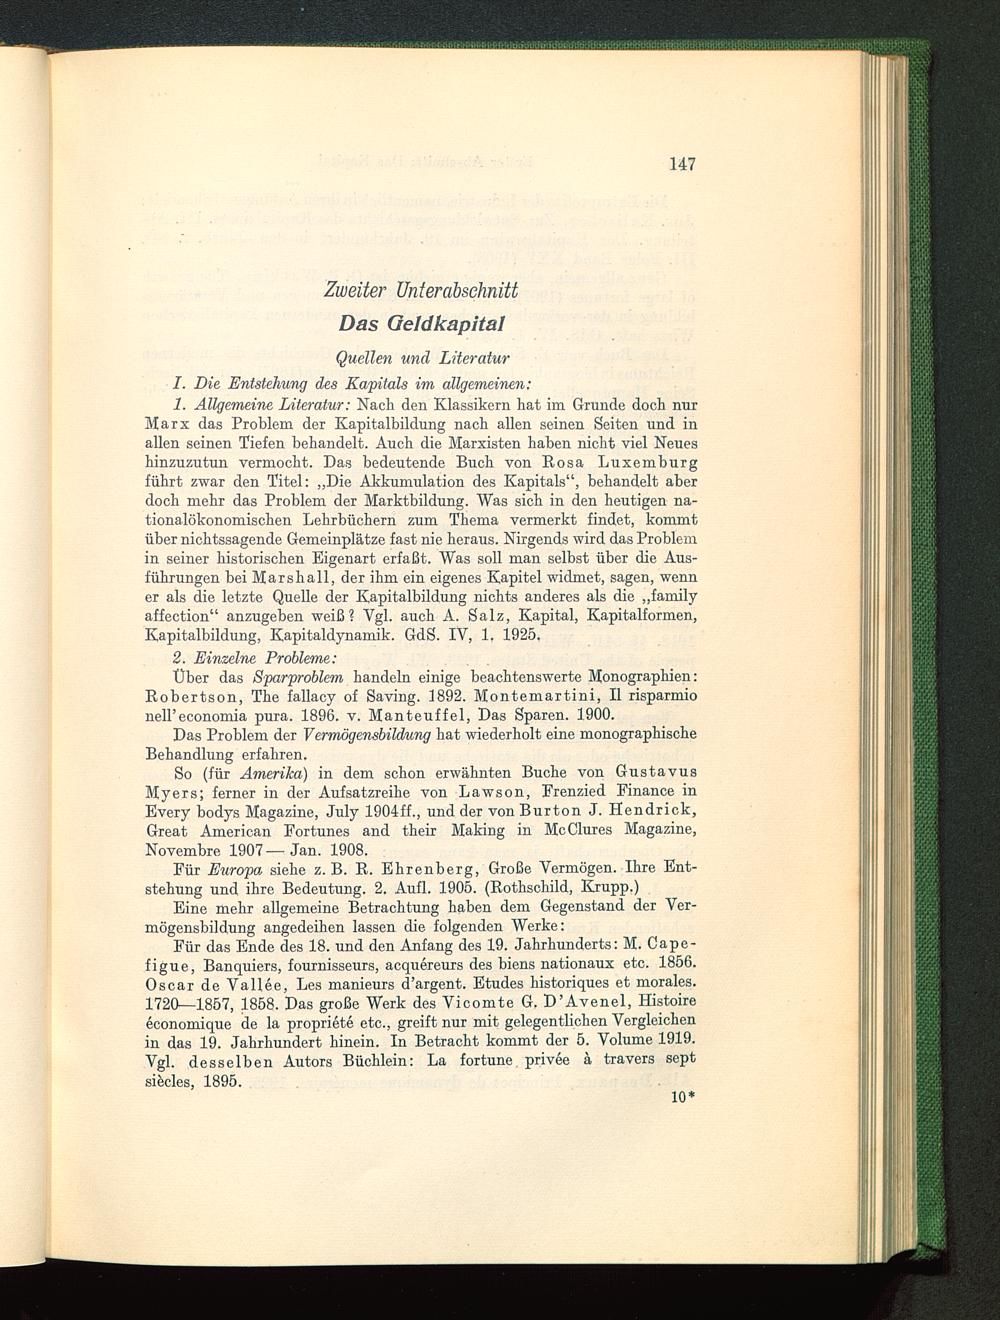 147
Zweiter Unterabschnitt
Das Geldkapital
Quellen und Literatur
I. Die Entstehung des Kapitals im allgemeinen:
1. Allgemeine Literatur: Nach den Klassikern hat im Grunde doch nur
Marx das Problem der Kapitalbildung nach allen seinen Seiten und in
allen seinen Tiefen behandelt. Auch die Marxisten haben nicht viel Neues
hinzuzutun vermocht. Das bedeutende Buch von Rosa Luxemburg
führt zwar den Titel: „Die Akkumulation des Kapitals“, behandelt aber
doch mehr das Problem der Marktbildung. Was sich in den heutigen na-
tionalökonomischen Lehrbüchern zum Thema vermerkt findet, kommt
über nichtssagende Gemeinplätze fast nie heraus. Nirgends wird das Problem
in seiner historischen Eigenart erfaßt. Was soll man selbst über die Aus-
führungen bei Marshall, der ihm ein eigenes Kapitel widmet, sagen, wenn
er als die letzte Quelle der Kapitalbildung nichts anderes als die „family
affection“ anzugeben weiß? Vgl. auch A. Salz, Kapital, Kapitalformen,
Kapitalbildung, Kapitaldynamik. GdS. IV, 1. 1925.
2. Einzelne Probleme:
Über das Sparproblem handeln einige beachtenswerte Monographien:
Robertson, The fallacy of Saving. 1892. Montemartini, Il risparmio
nell’economia pura. 1896. v. Manteuffel, Das Sparen. 1900.
Das Problem der Vermögensbildung hat wiederholt eine monographische
Behandlung erfahren.
So (für Amerika) in dem schon erwähnten Buche von Gustavus
Myers; ferner in der Aufsatzreihe von Lawson, Frenzied Finance in
Every bodys Magazine, July 1904ff., und der von Burton J. Hendrick,
Great American Fortunes and their Making in McClures Magazine,
Novembre 1907— Jan. 1908.
Für Europa siehe z. B. R. Ehrenberg, Große Vermögen. Ihre Ent-
stehung und ihre Bedeutung. 2. Aufl. 1905. (Rothschild, Krupp.)
Eine mehr allgemeine Betrachtung haben dem Gegenstand der Ver-
mögensbildung angedeihen lassen die folgenden Werke:
Für das Ende des 18. und den Anfang des 19. Jahrhunderts: M. Cape-
figue, Banquiers, fournisseurs, acquéreurs des biens nationaux etc. 1856.
Oscar de Vallée, Les manieurs d’argent. Etudes historiques et morales.
1720—1857, 1858. Das große Werk des Vicomte G. D’Avenel, Histoire
économique de la propriété etc., greift nur mit gelegentlichen Vergleichen
in das 19. Jahrhundert hinein. In Betracht kommt der 5. Volume 1919.
Vgl. desselben Autors Büchlein: La fortune privée à travers sept
siècles, 1895.
10*